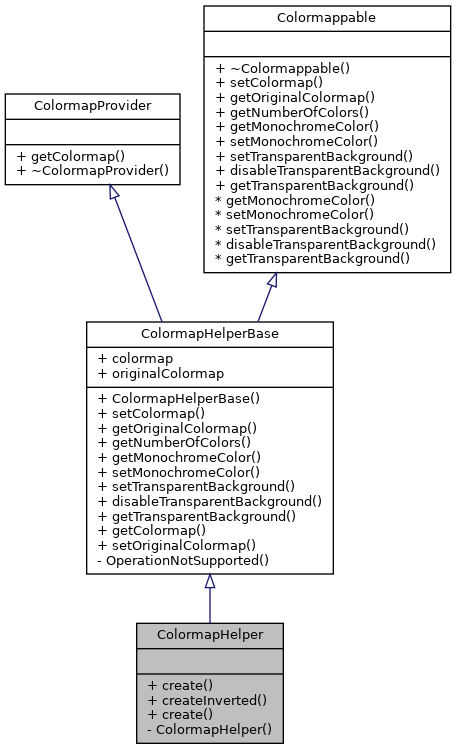 Colormappable
+ ~Colormappable()
+ setColormap()
+ getOriginalColormap()
+ getNumberOfColors()
+ getMonochromeColor()
+ setMonochromeColor()
+ setTransparentBackground()
+ disableTransparentBackground()
+ getTransparentBackground()
* getMonochromeColor()
* setMonochromeColor()
* setTransparentBackground()
* disableTransparentBackground()
* getTransparentBackground()
ColormapProvider
+ getColormap()
+ ~ColormapProvider()
ColormapHelperBase
+ colormap
+ originalColormap
+ ColormapHelperBase()
+ setColormap()
+ getOriginalColormap()
+ getNumberOfColors()
+ getMonochromeColor()
+ setMonochromeColor()
+ setTransparentBackground()
+ disableTransparentBackground()
+ getTransparentBackground()
+ getColormap()
+ setOriginalColormap()
- OperationNotSupported()
ColormapHelper
+ create()
+ createInverted()
+ create()
- ColormapHelper()